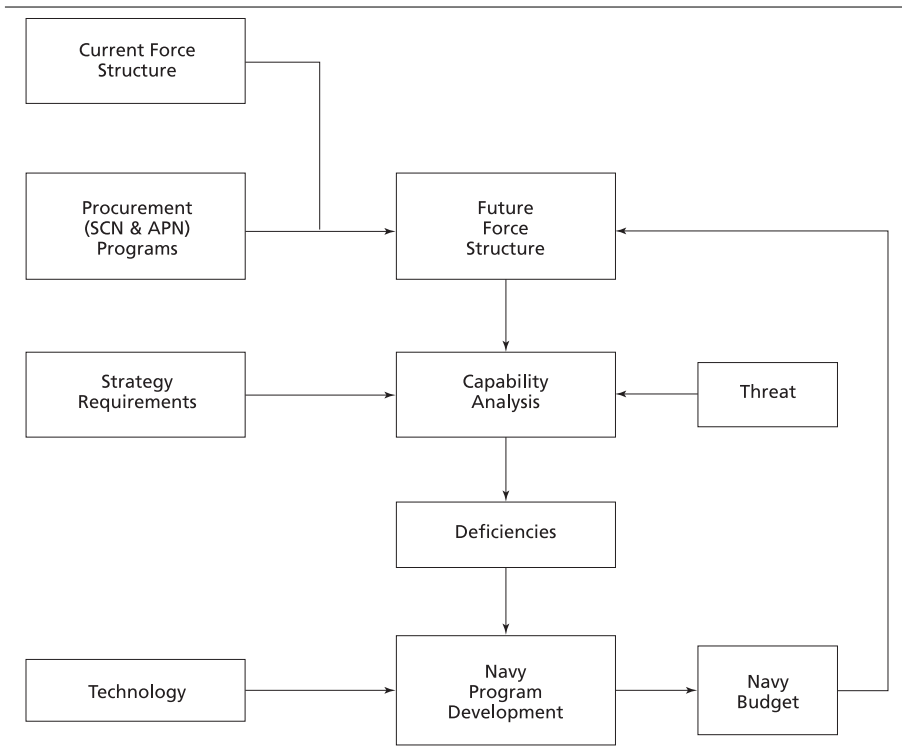 Current Force
Structure
Procurement
(SCN & APN)
Programs
Future
Force
Structure
Strategy
Requirements
Capability
Analysis
Threat
Deficiencies
Technology
Navy
Program
Development
Navy
Budget